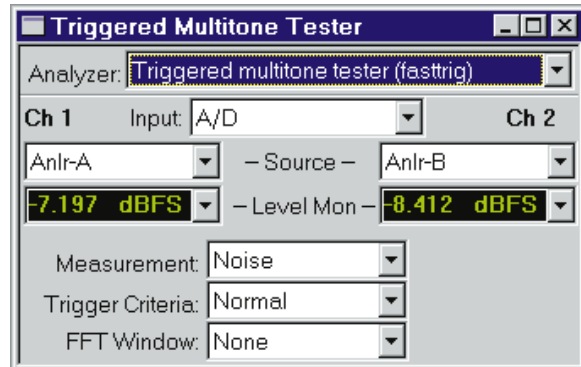 Triggered Multitone Tester
Analyzer: Triggered multitone tester (fasttrig)
Ch 1 Input: A/D Ch 2
Anlr-A – Source – Anlr-B
-7.197 dBFS – Level Mon – -8.412 dBFS
Measurement: Noise
Trigger Criteria: Normal
FFT Window: None